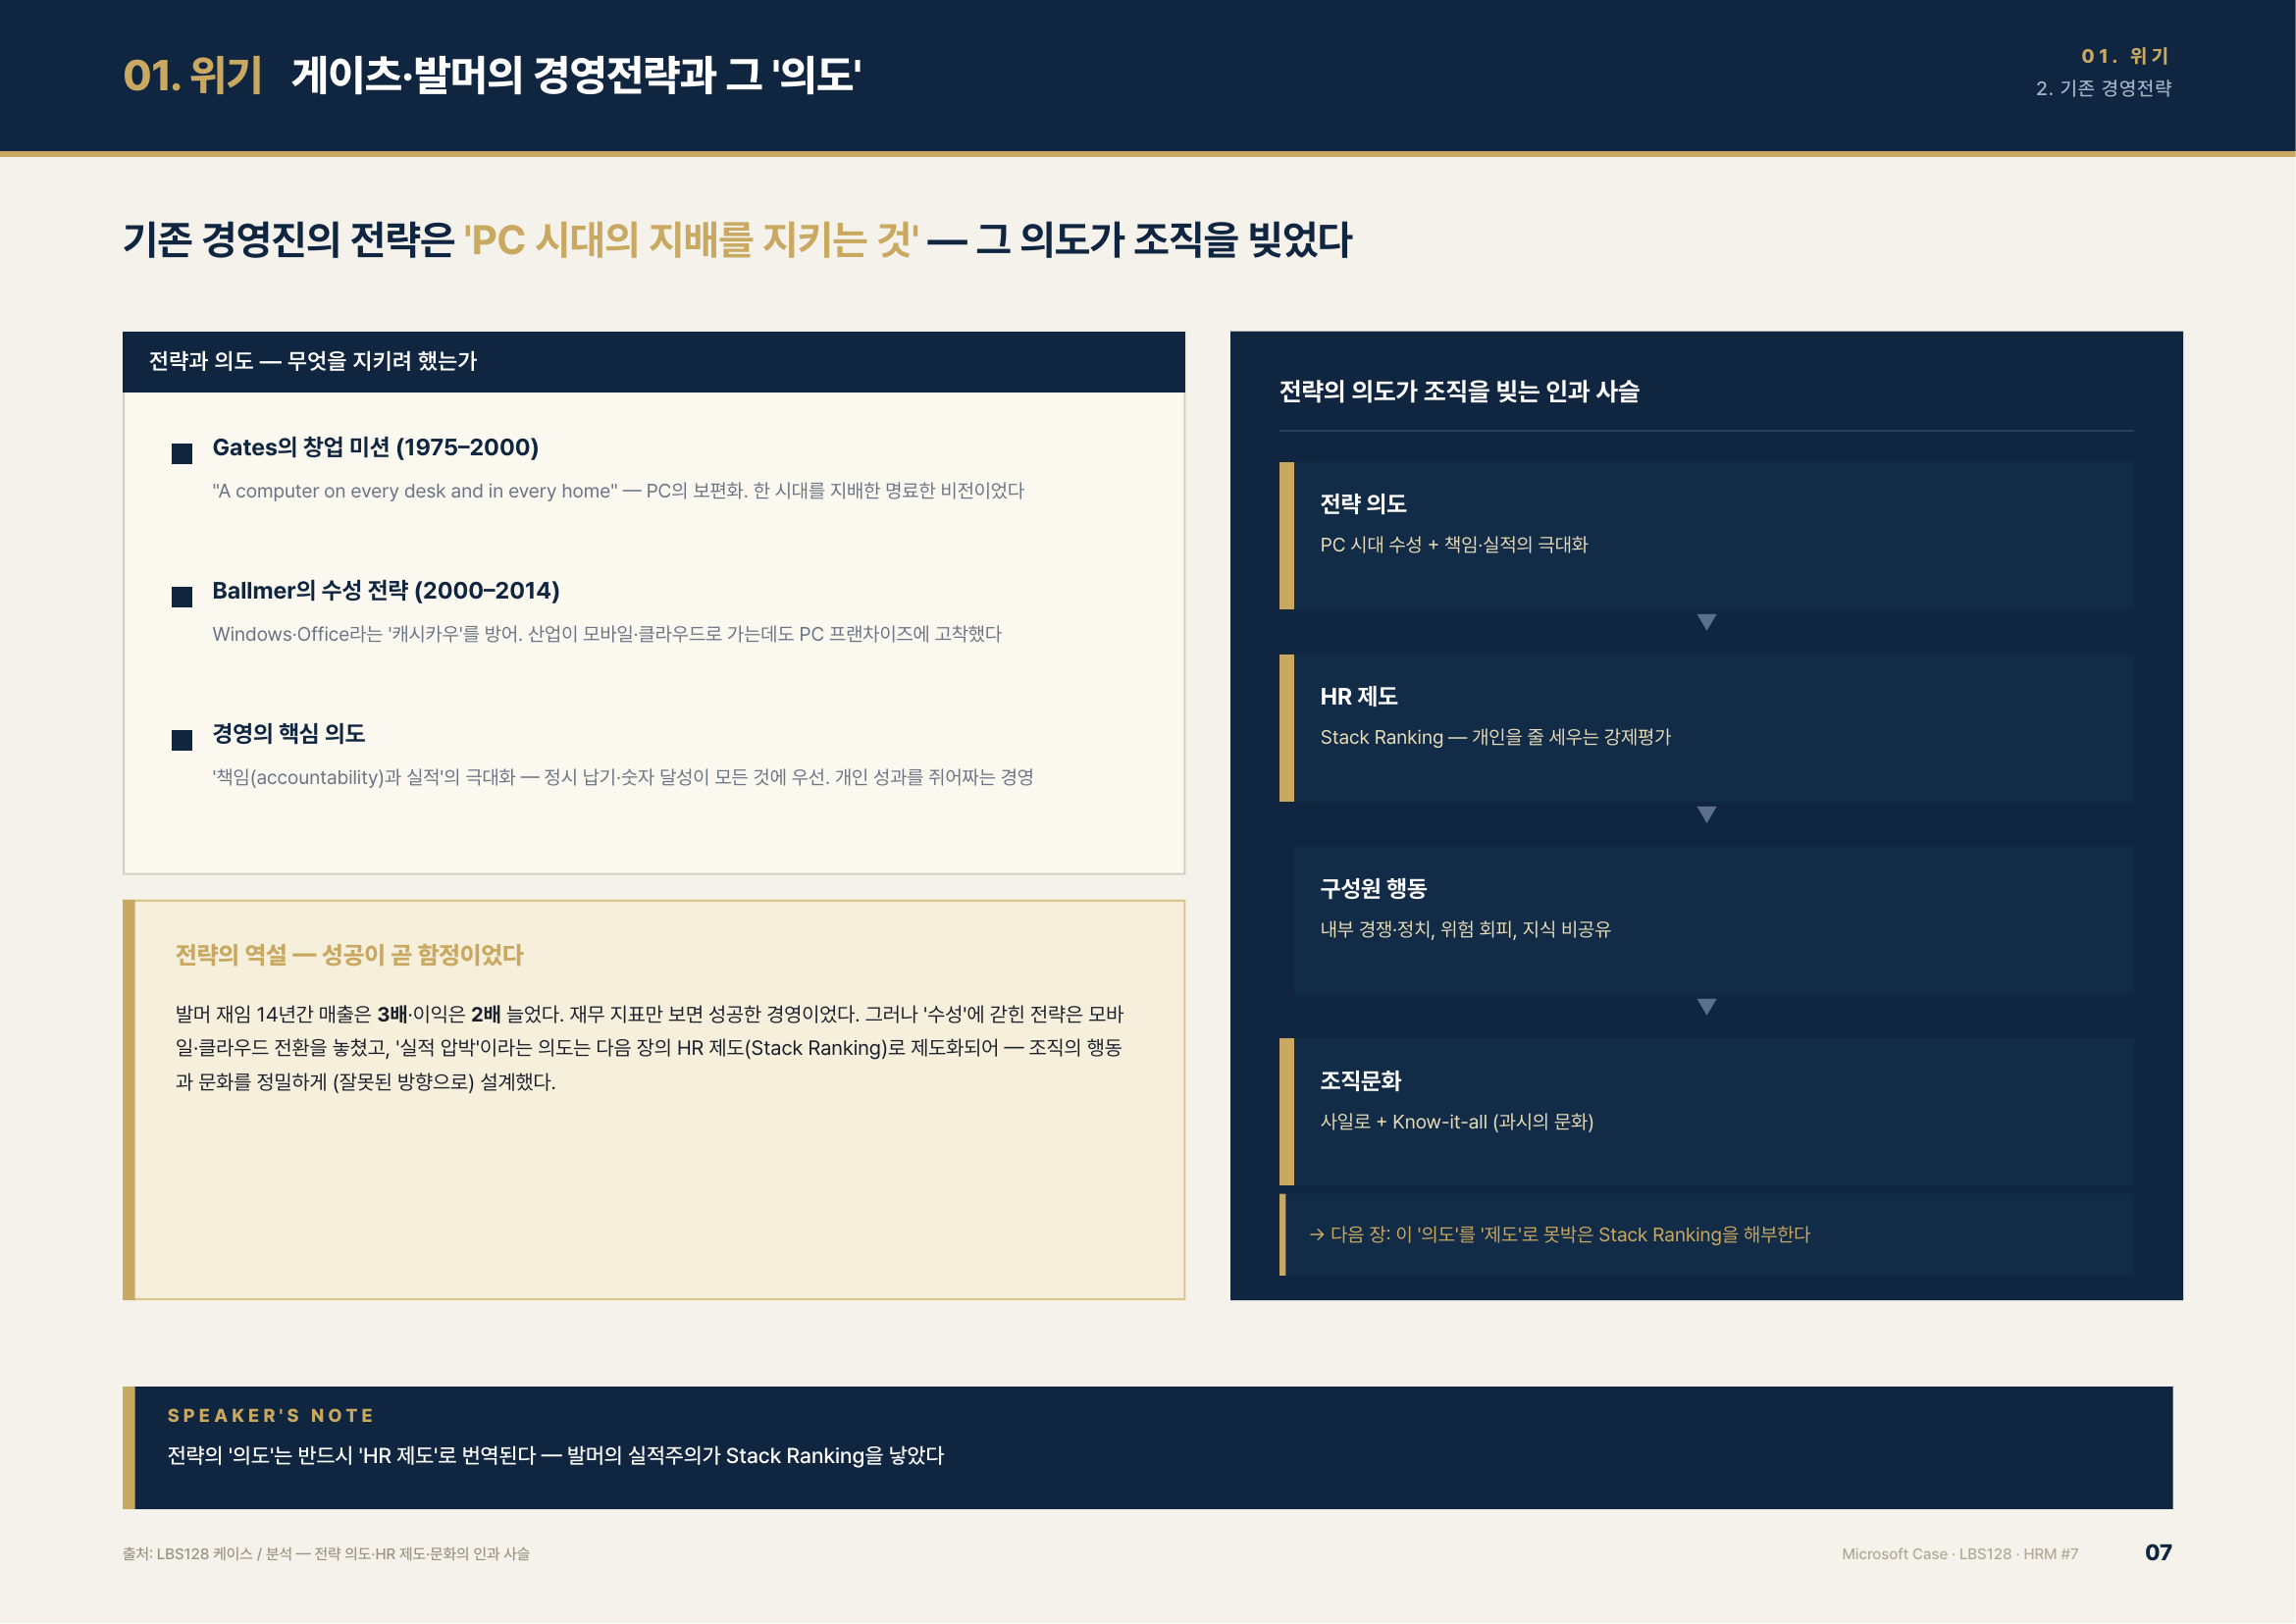 01. 위기 게이츠·발머의 경영전략과 그 '의도'
01. 위기
2. 기존 경영전략
기존 경영진의 전략은 'PC 시대의 지배를 지키는 것' — 그 의도가 조직을 빚었다
전략과 의도 — 무엇을 지키려 했는가
Gates의 창업 미션 (1975–2000)
"A computer on every desk and in every home" — PC의 보편화. 한 시대를 지배한 명료한 비전이었다
Ballmer의 수성 전략 (2000–2014)
Windows·Office라는 '캐시카우'를 방어. 산업이 모바일·클라우드로 가는데도 PC 프랜차이즈에 고착했다
경영의 핵심 의도
'책임(accountability)과 실적'의 극대화 — 정시 납기·숫자 달성이 모든 것에 우선. 개인 성과를 쥐어짜는 경영
전략의 역설 — 성공이 곧 함정이었다
발머 재임 14년간 매출은 3배·이익은 2배 늘었다. 재무 지표만 보면 성공한 경영이었다. 그러나 '수성'에 갇힌 전략은 모바
일·클라우드 전환을 놓쳤고, '실적 압박'이라는 의도는 다음 장의 HR 제도(Stack Ranking)로 제도화되어 — 조직의 행동
과 문화를 정밀하게 (잘못된 방향으로) 설계했다.
전략의 의도가 조직을 빚는 인과 사슬
전략 의도
PC 시대 수성 + 책임·실적의 극대화
▼
HR 제도
Stack Ranking — 개인을 줄 세우는 강제평가
▼
구성원 행동
내부 경쟁·정치, 위험 회피, 지식 비공유
▼
조직문화
사일로 + Know-it-all (과시의 문화)
→ 다음 장: 이 '의도'를 '제도'로 못박은 Stack Ranking을 해부한다
SPEAKER'S NOTE
전략의 '의도'는 반드시 'HR 제도'로 번역된다 — 발머의 실적주의가 Stack Ranking을 낳았다
출처: LBS128 케이스 / 분석 — 전략 의도·HR 제도·문화의 인과 사슬
Microsoft Case · LBS128 · HRM #7
07